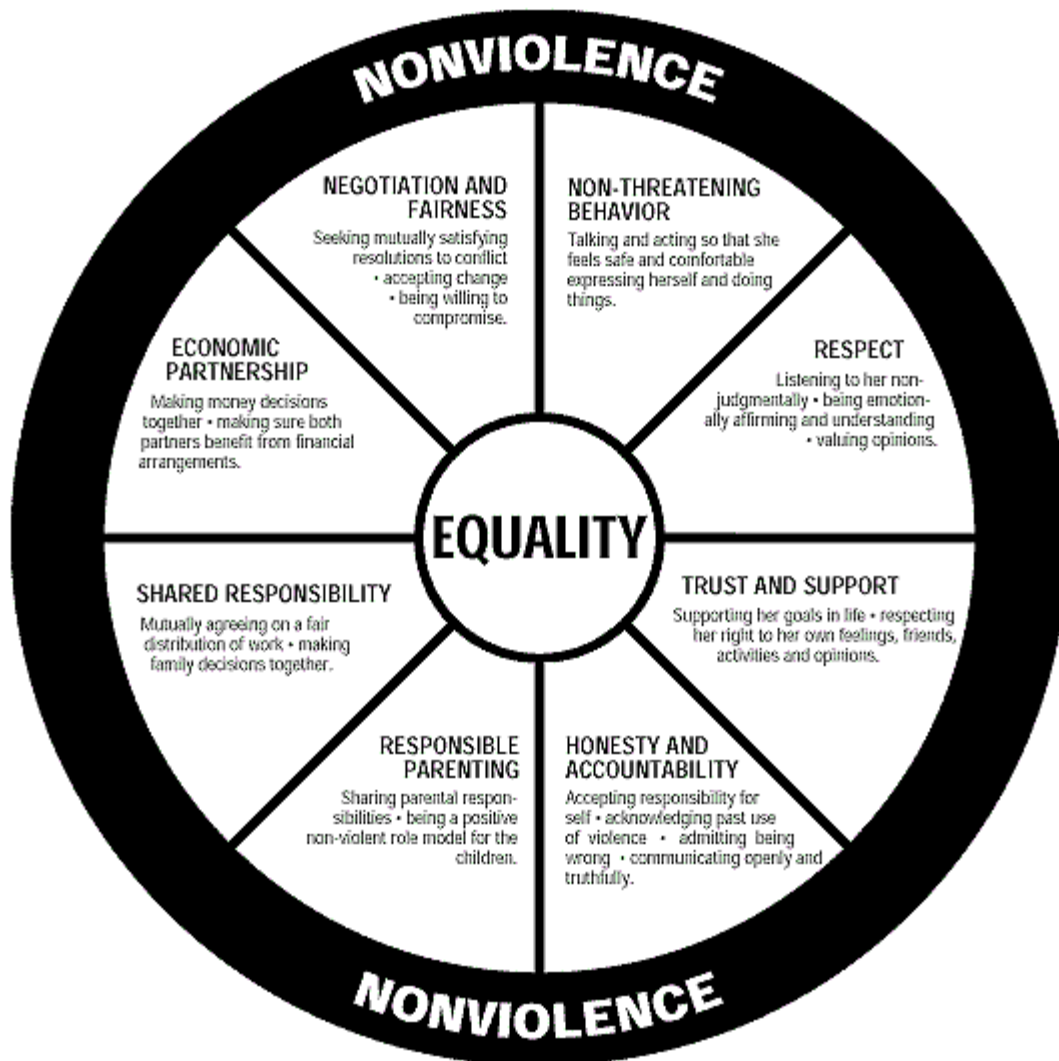 NONVIOLENCE
NEGOTIATION AND
FAIRNESS
Seeking mutually satisfying
resolutions to conflict
• accepting change
• being willing to
compromise.
NON-THREATENING
BEHAVIOR
Talking and acting so that she
feels safe and comfortable
expressing herself and doing
things.
ECONOMIC
PARTNERSHIP
Making money decisions
together • making sure both
partners benefit from financial
arrangements.
RESPECT
Listening to her non-
judgmentally • being emotion-
ally affirming and understanding
• valuing opinions.
EQUALITY
SHARED RESPONSIBILITY
Mutually agreeing on a fair
distribution of work • making
family decisions together.
TRUST AND SUPPORT
Supporting her goals in life • respecting
her right to her own feelings, friends,
activities and opinions.
RESPONSIBLE
PARENTING
Sharing parental respon-
sibilities • being a positive
non-violent role model for the
children.
HONESTY AND
ACCOUNTABILITY
Accepting responsibility for
self • acknowledging past use
of violence • admitting being
wrong • communicating openly and
truthfully.
NONVIOLENCE